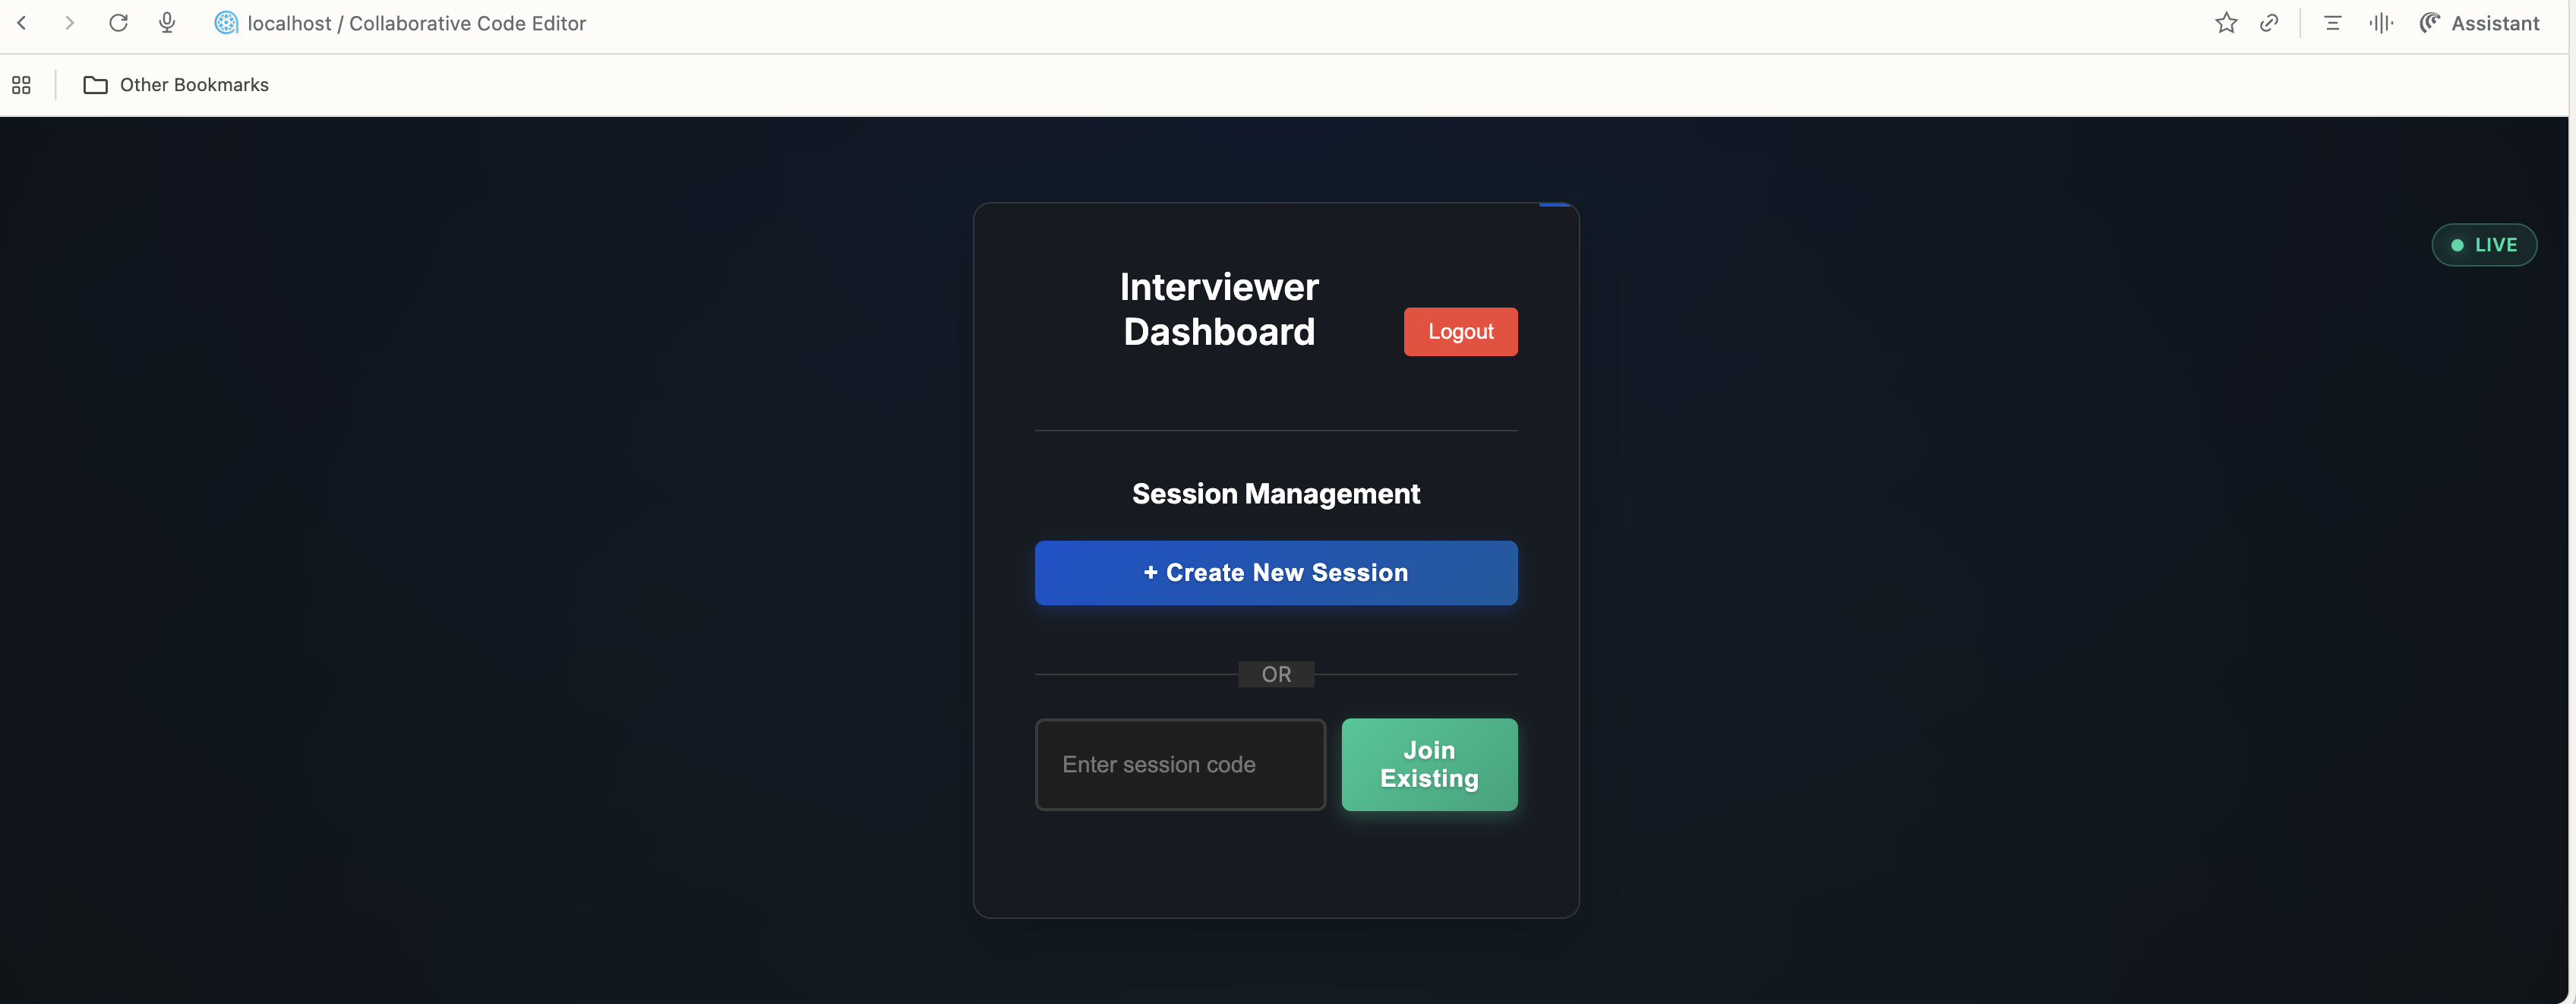 localhost / Collaborative Code Editor
Assistant
Other Bookmarks
LIVE
Interviewer
Dashboard
Logout
Session Management
+ Create New Session
OR
Enter session code
Join
Existing